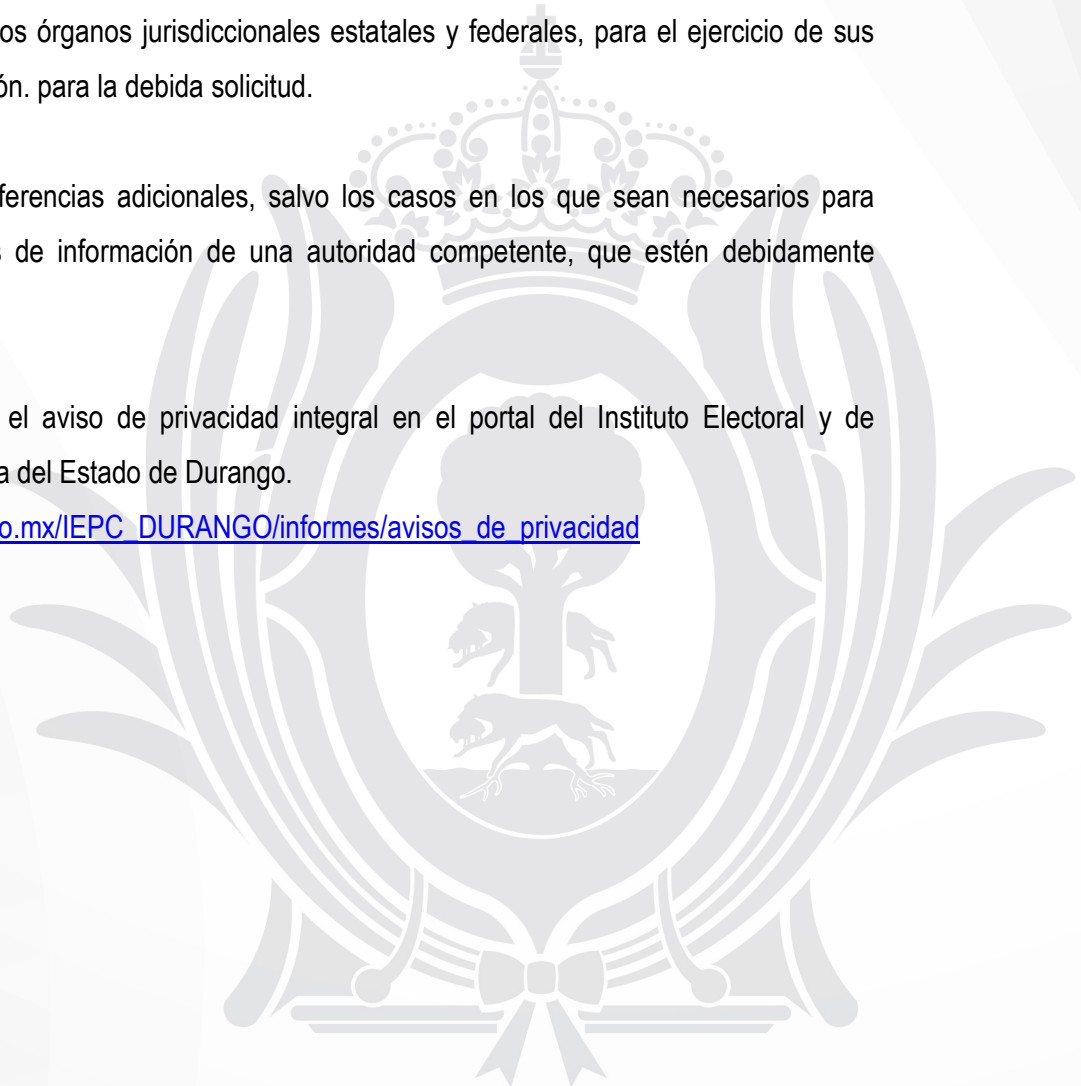 os órganos jurisdiccionales estatales y federales, para el ejercicio de sus
ón. para la debida solicitud.
ferencias adicionales, salvo los casos en los que sean necesarios para
s de información de una autoridad competente, que estén debidamente
el aviso de privacidad integral en el portal del Instituto Electoral y de
a del Estado de Durango.
o.mx/IEPC_DURANGO/informes/avisos_de_privacidad